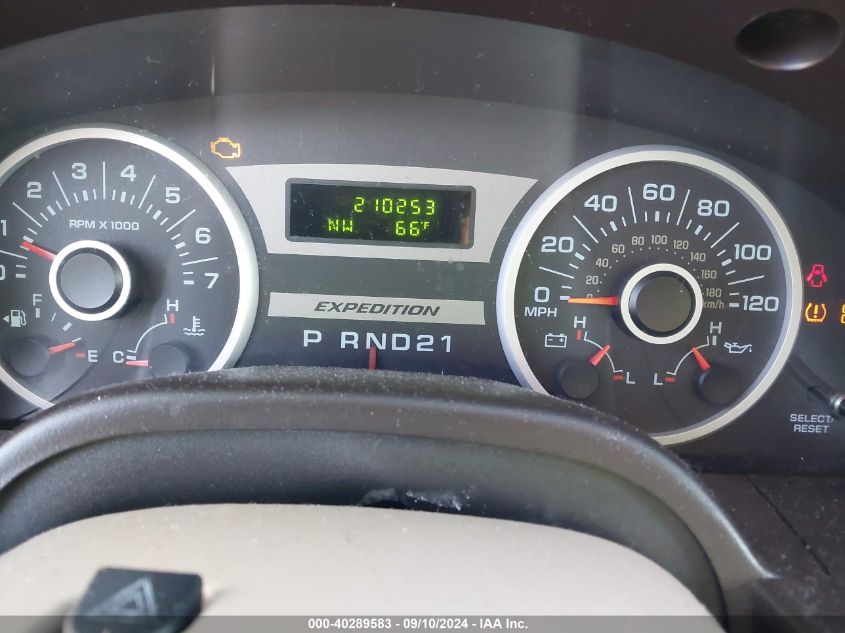 210253
NW 66°F
EXPEDITION
P RND21
0 1 2 3 4 5 6 7
RPM X 1000
F
E
H
C
0 20 40 60 80 100 120
MPH
0 20 40 60 80 100 120 140 160 180
km/h
H
L
H
L
SELECT/
RESET
000-40289583 - 09/10/2024 - IAA Inc.